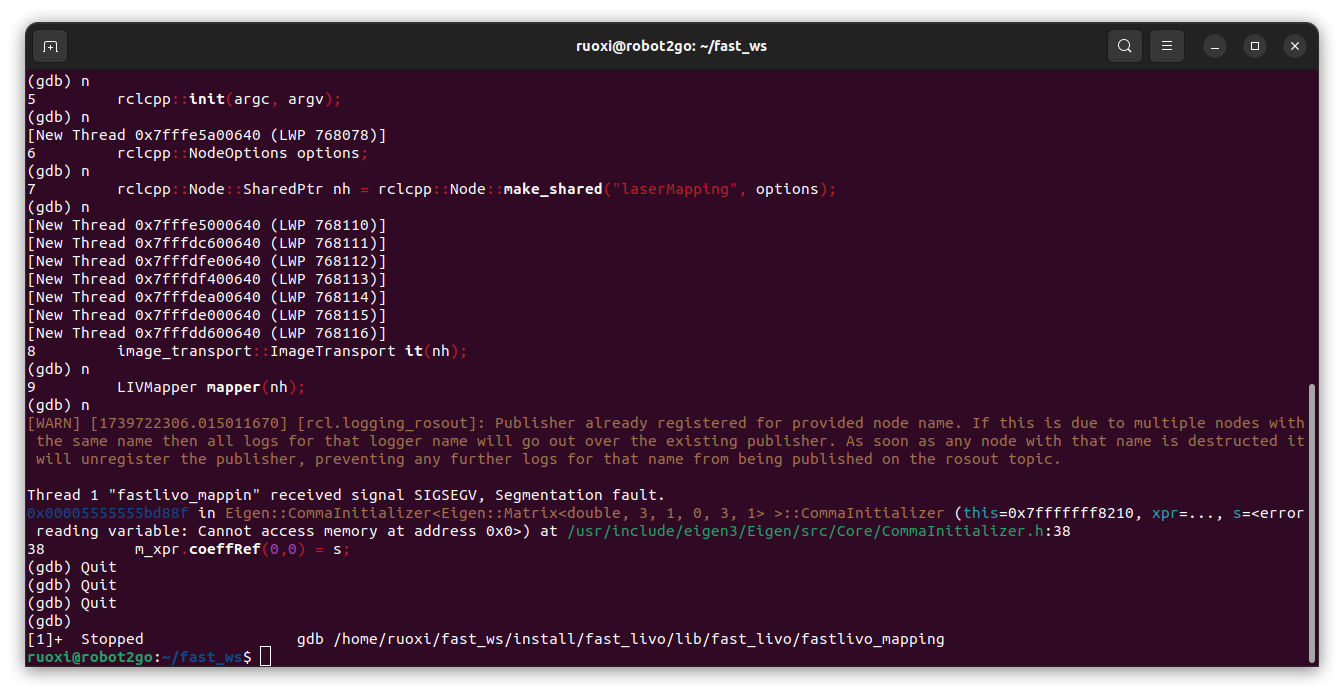 ruoxi@robot2go: ~/fast_ws
(gdb) n
5         rclcpp::init(argc, argv);
(gdb) n
[New Thread 0x7fffe5a00640 (LWP 768078)]
6         rclcpp::NodeOptions options;
(gdb) n
7         rclcpp::Node::SharedPtr nh = rclcpp::Node::make_shared("laserMapping", options);
(gdb) n
[New Thread 0x7fffe5000640 (LWP 768110)]
[New Thread 0x7fffdc600640 (LWP 768111)]
[New Thread 0x7fffdfe00640 (LWP 768112)]
[New Thread 0x7fffdf400640 (LWP 768113)]
[New Thread 0x7fffdea00640 (LWP 768114)]
[New Thread 0x7fffde000640 (LWP 768115)]
[New Thread 0x7fffdd600640 (LWP 768116)]
8         image_transport::ImageTransport it(nh);
(gdb) n
9         LIVMapper mapper(nh);
(gdb) n
[WARN] [1739722306.015011670] [rcl.logging_rosout]: Publisher already registered for provided node name. If this is due to multiple nodes with
 the same name then all logs for that logger name will go out over the existing publisher. As soon as any node with that name is destructed it
 will unregister the publisher, preventing any further logs for that name from being published on the rosout topic.
Thread 1 "fastlivo_mappin" received signal SIGSEGV, Segmentation fault.
0x00005555555bd88f in Eigen::CommaInitializer<Eigen::Matrix<double, 3, 1, 0, 3, 1> >::CommaInitializer (this=0x7fffffff8210, xpr=..., s=<error
 reading variable: Cannot access memory at address 0x0>) at /usr/include/eigen3/Eigen/src/Core/CommaInitializer.h:38
38          m_xpr.coeffRef(0,0) = s;
(gdb) Quit
(gdb) Quit
(gdb) Quit
(gdb)
[1]+  Stopped                 gdb /home/ruoxi/fast_ws/install/fast_livo/lib/fast_livo/fastlivo_mapping
ruoxi@robot2go:~/fast_ws$